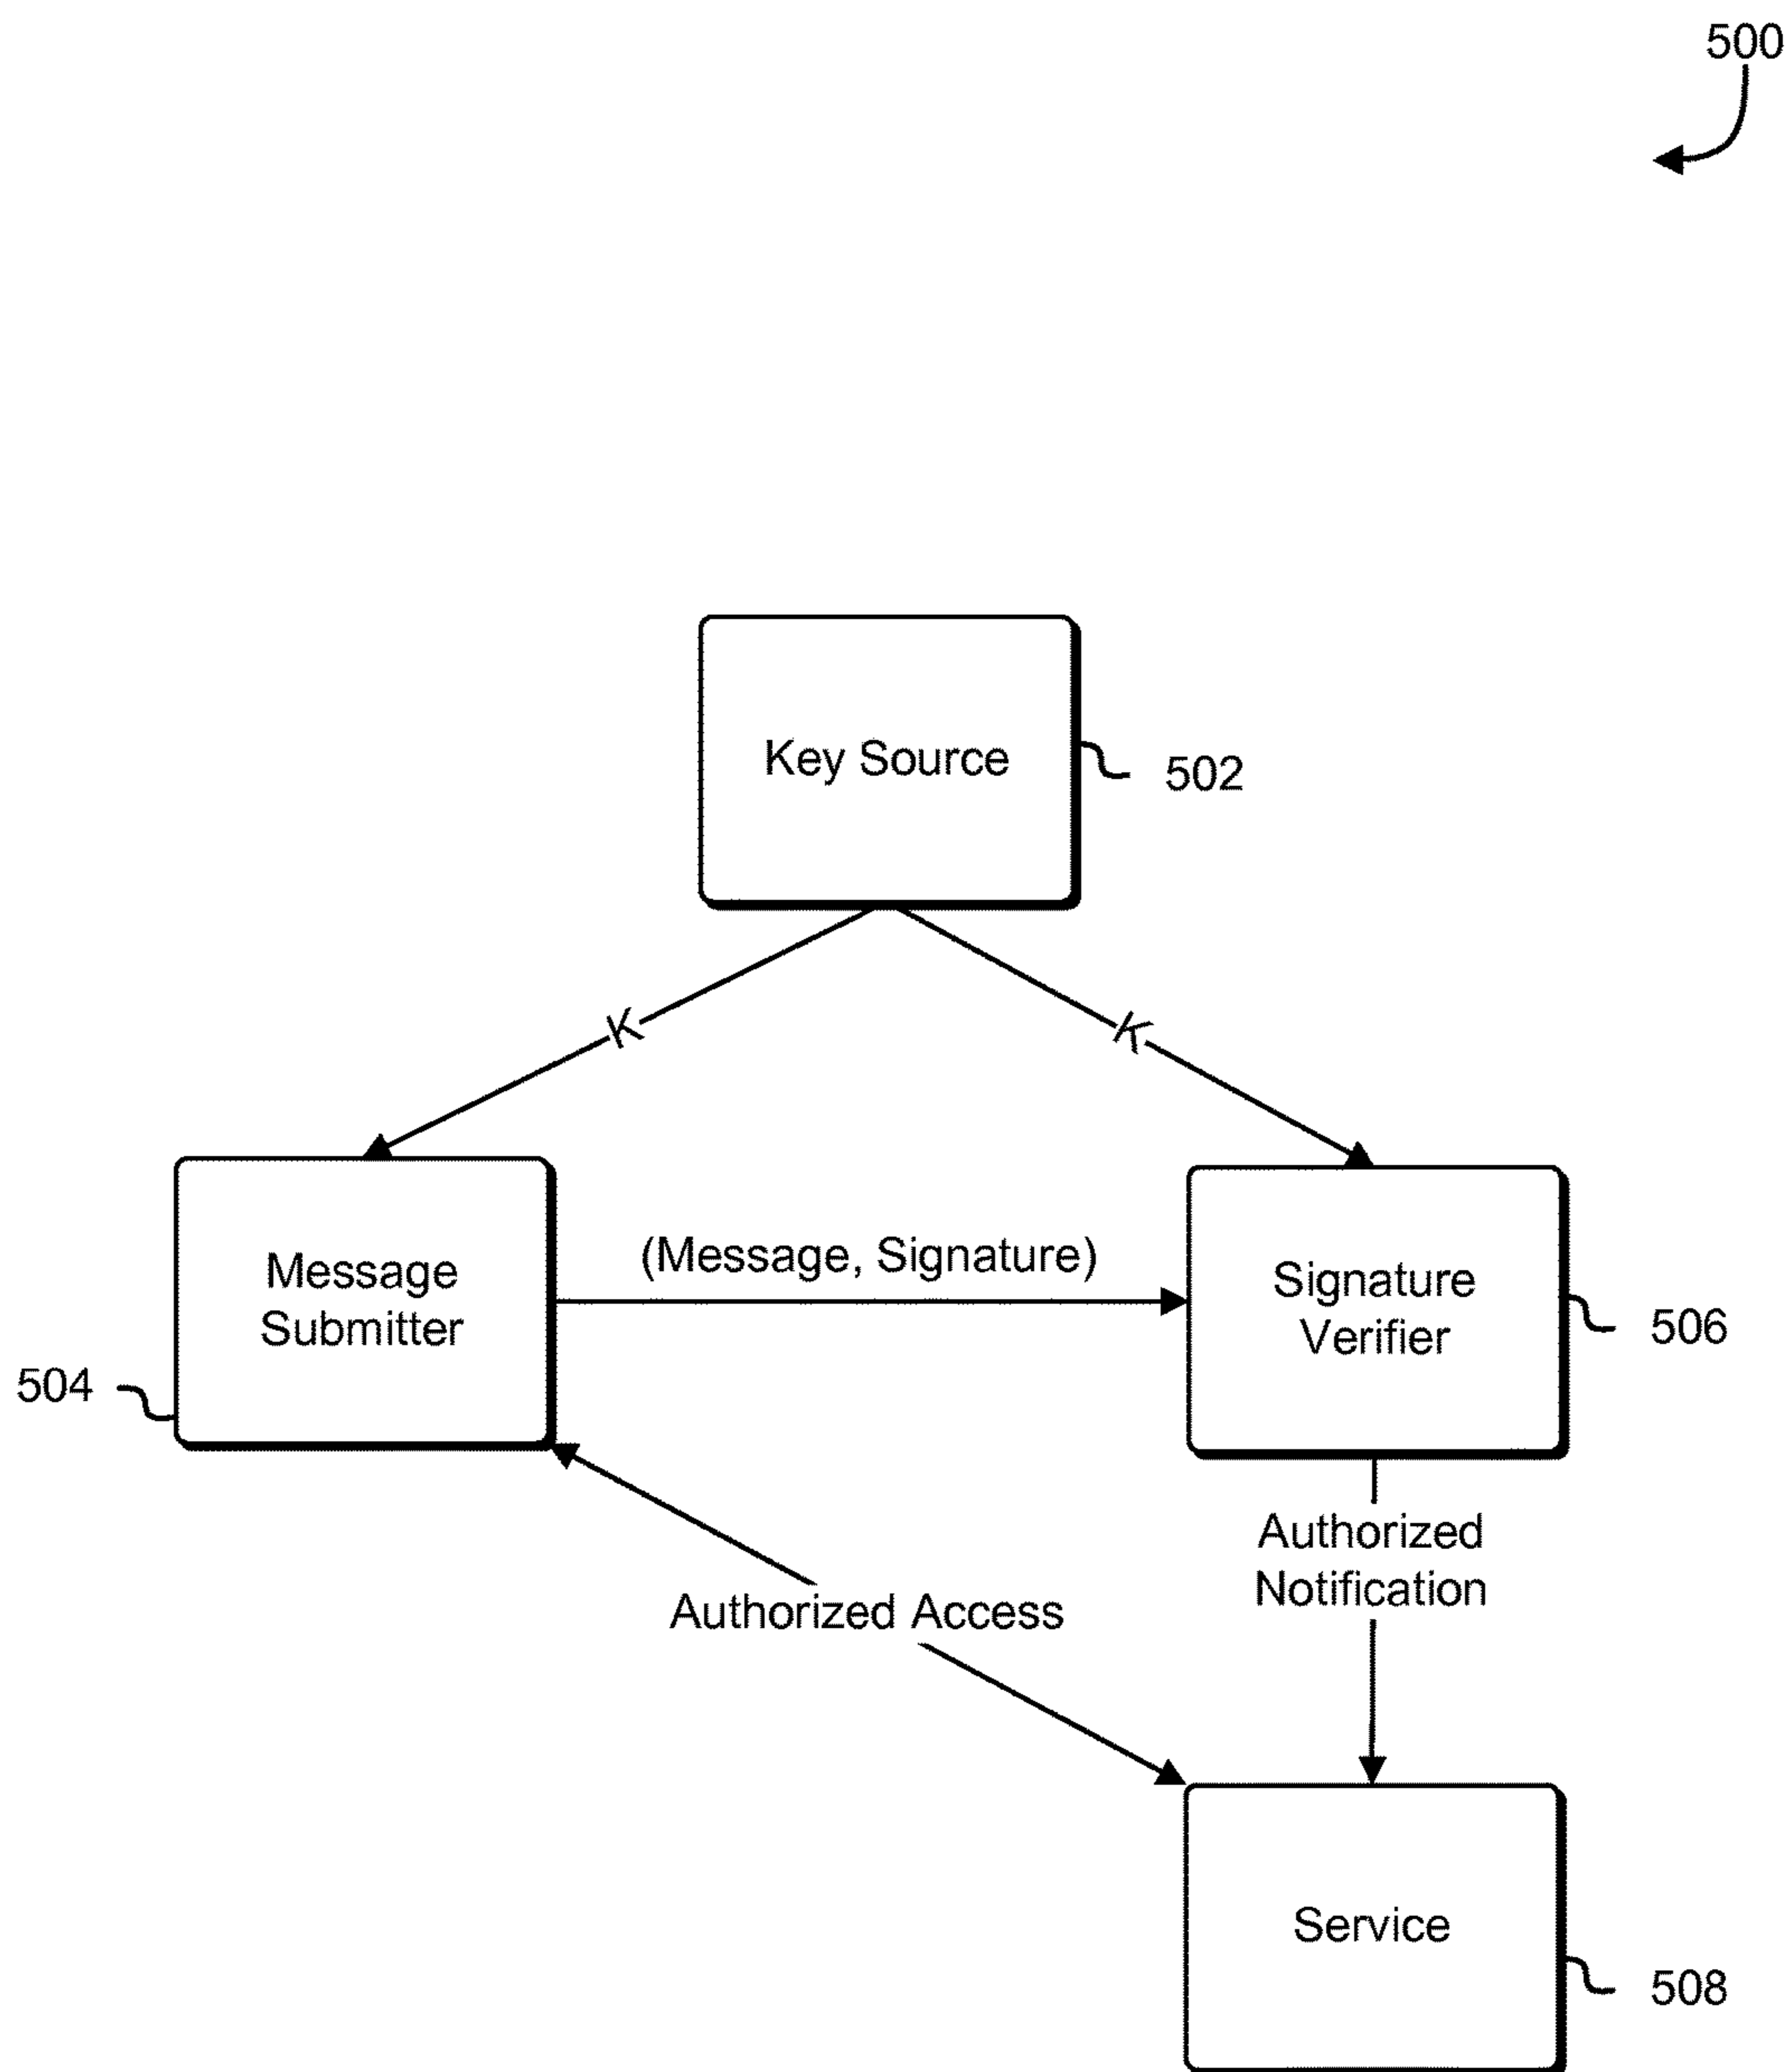 500
Key Source
502
K
K
Message
Submitter
504
(Message, Signature)
Signature
Verifier
506
Authorized
Notification
Authorized Access
Service
508